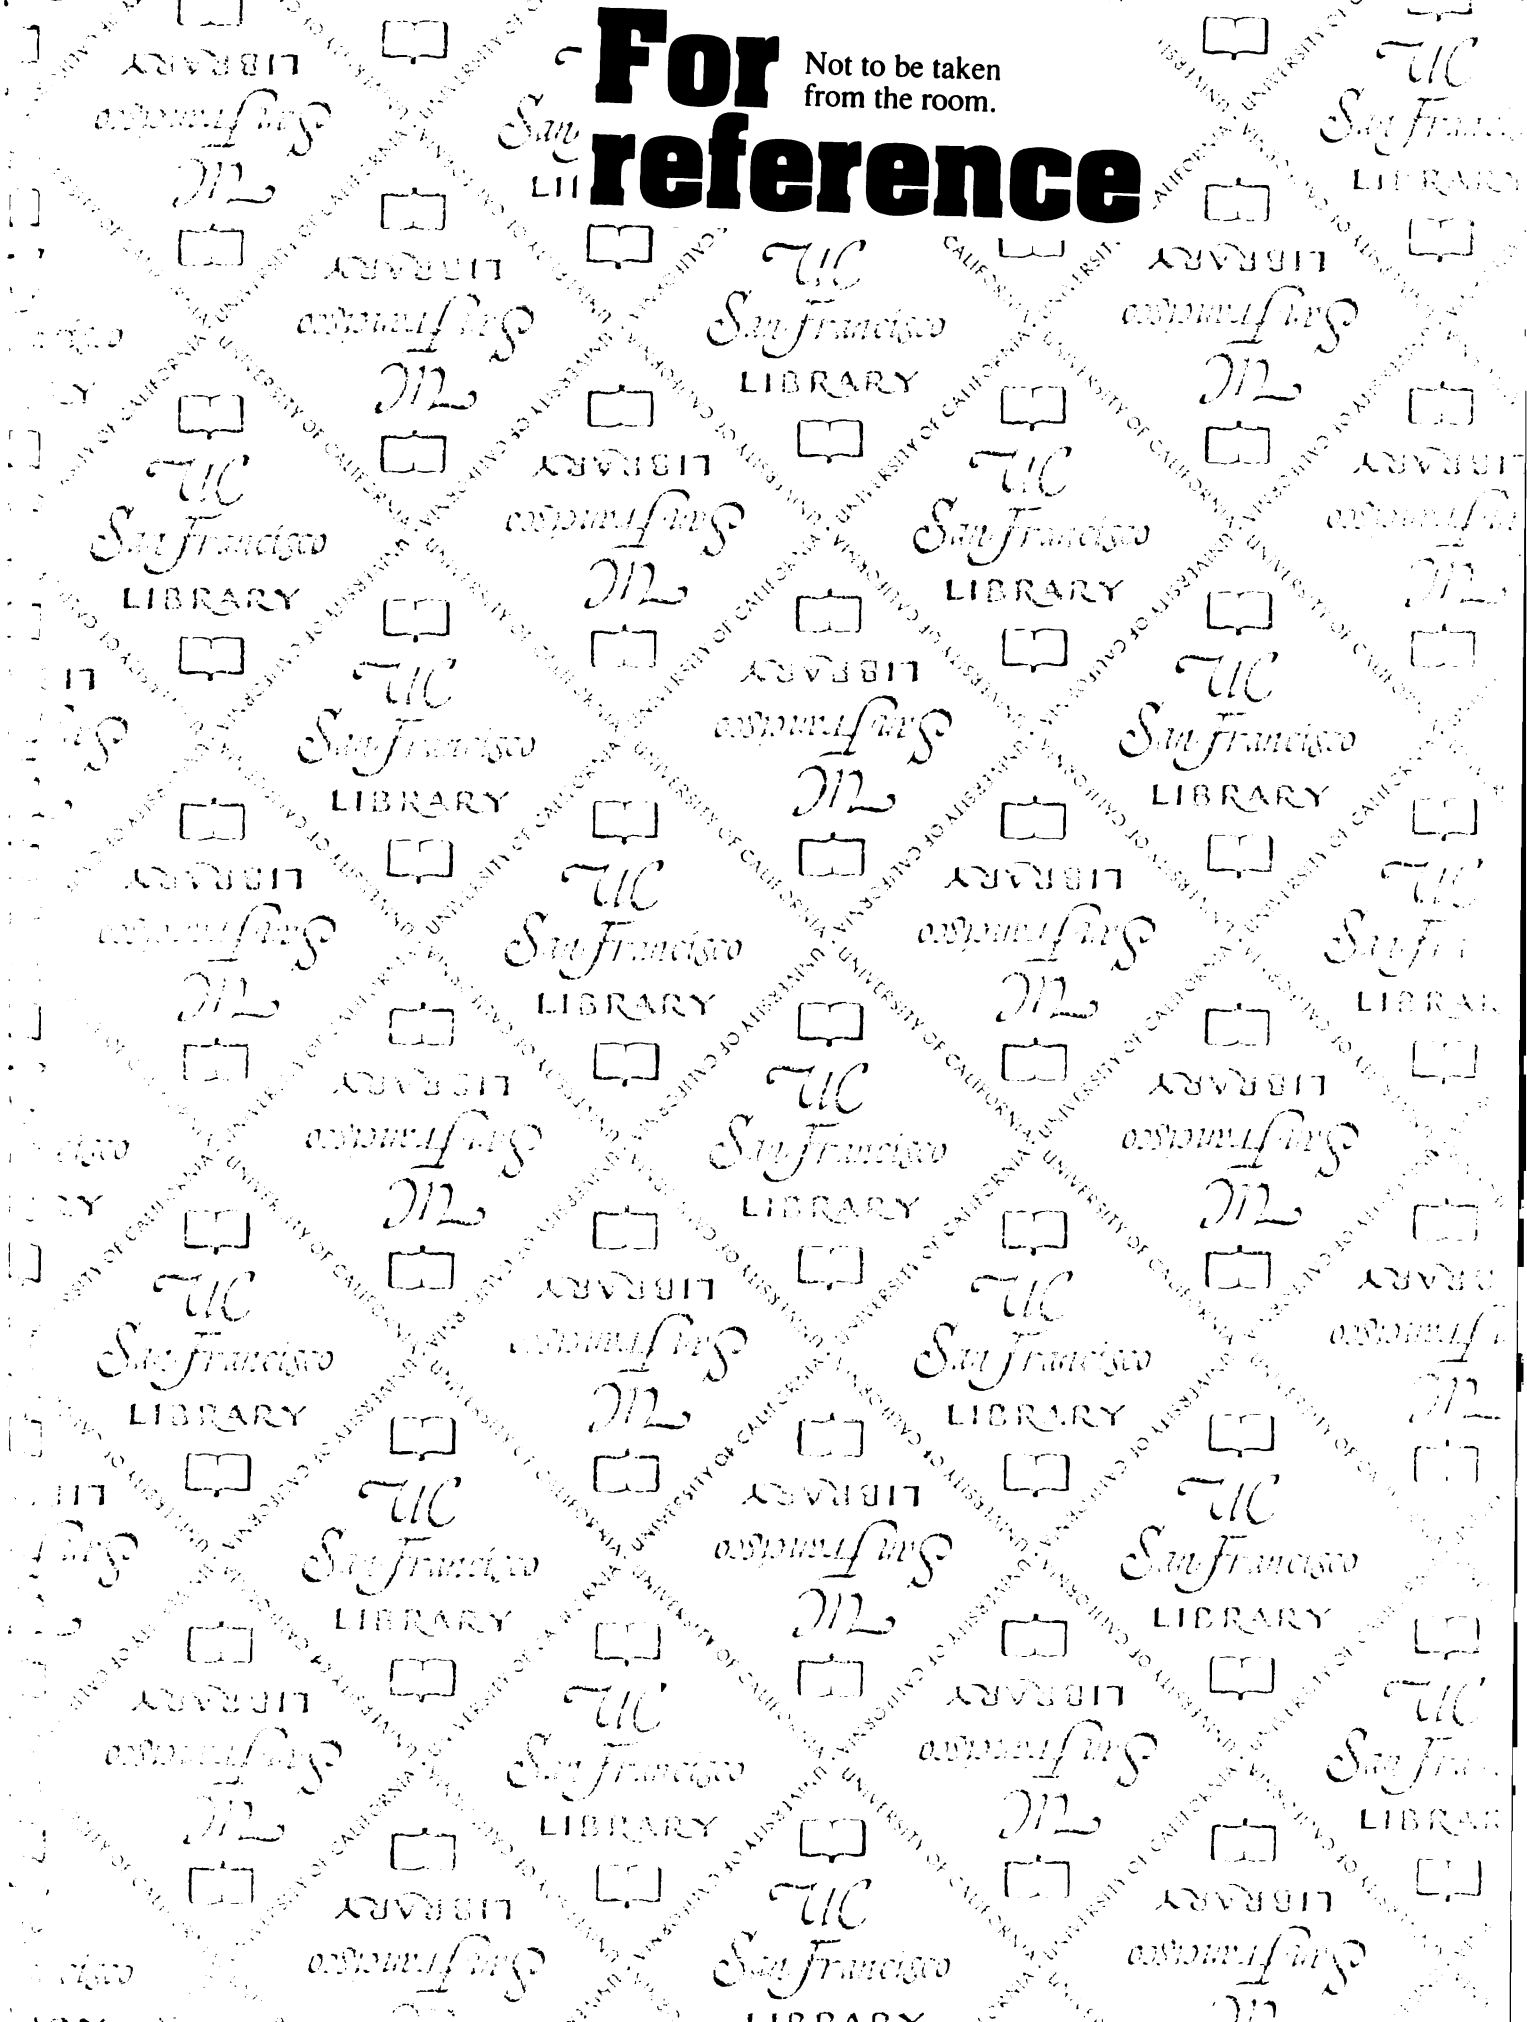 For
Not to be taken
from the room.
reference
UC
San Francisco
LIBRARY
UNIVERSITY OF CALIFORNIA